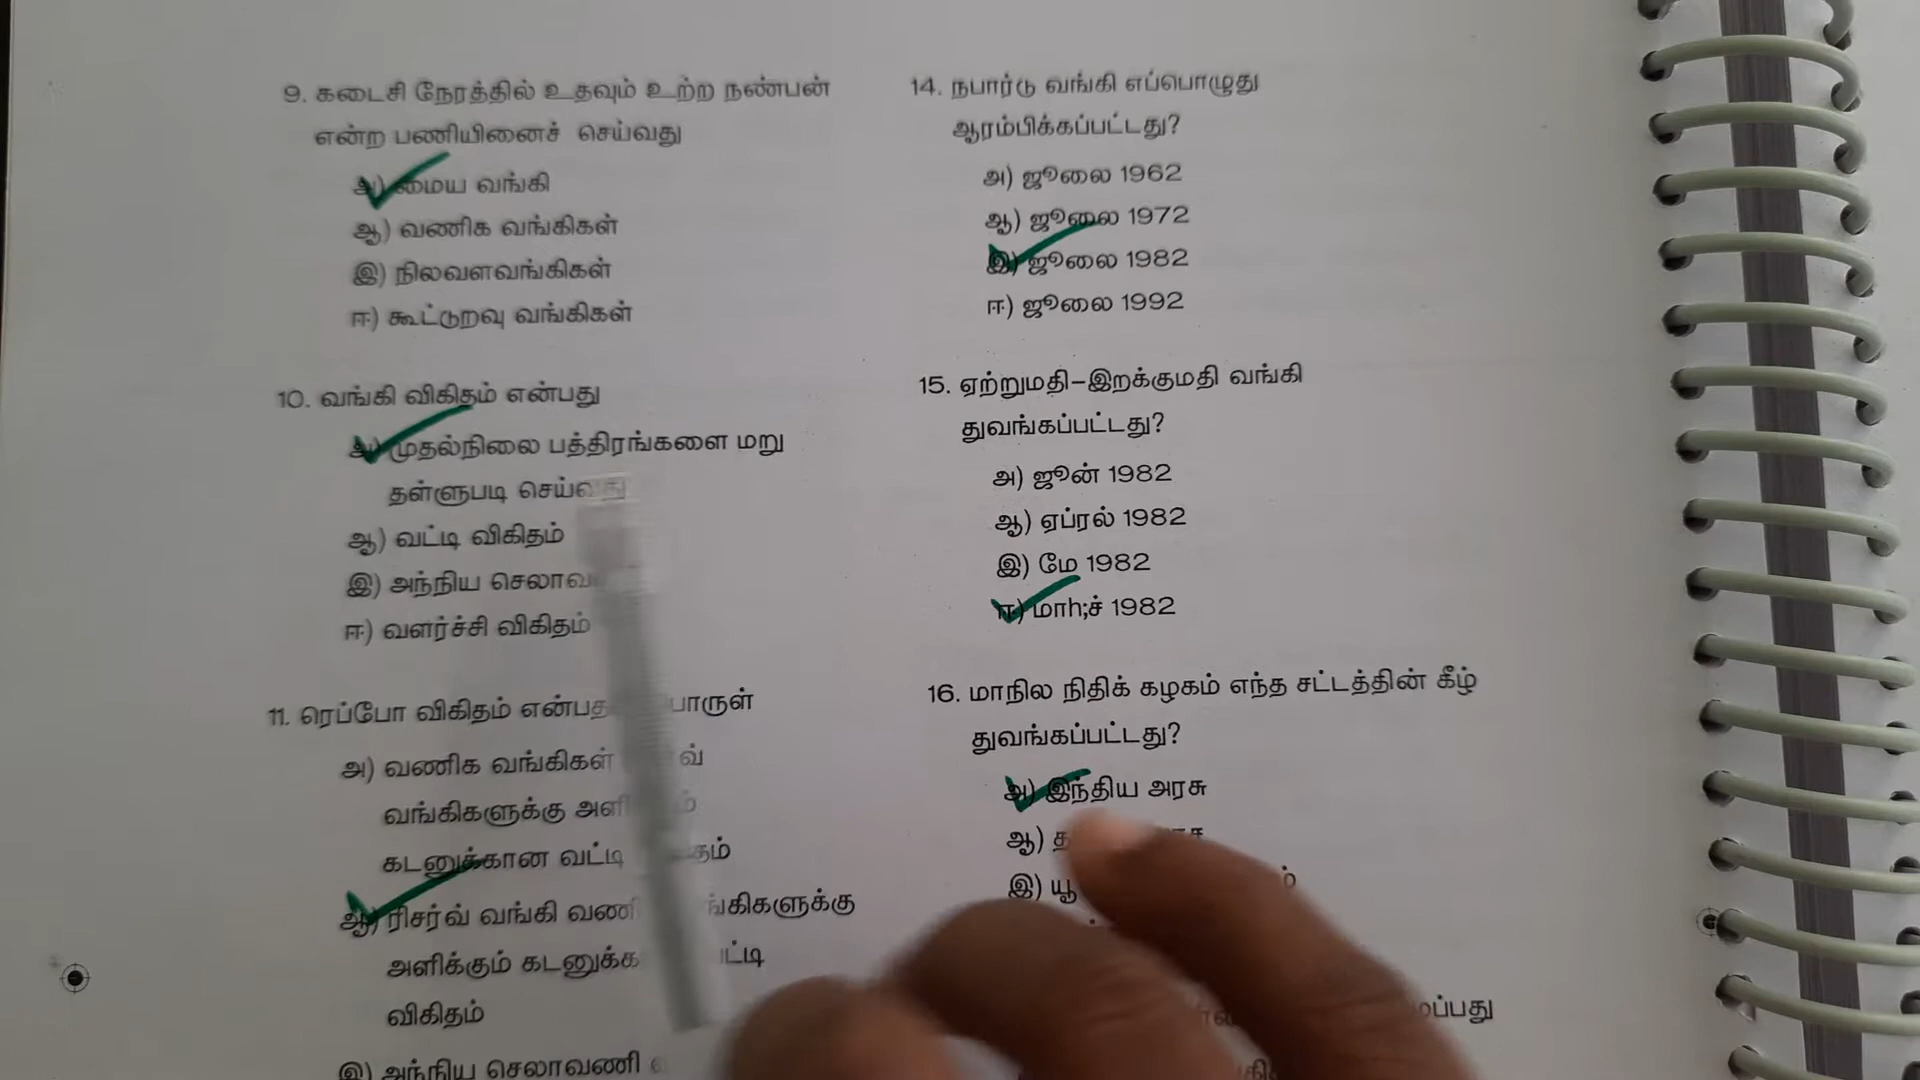 9. கடைசி நேரத்தில் உதவும் உற்ற நண்பன்
என்ற பணியினைச் செய்வது
அ) மைய வங்கி
ஆ) வணிக வங்கிகள்
இ) நிலவளவங்கிகள்
ஈ) கூட்டுறவு வங்கிகள்
10. வங்கி விகிதம் என்பது
அ) முதல்நிலை பத்திரங்களை மறு
தள்ளுபடி செய்வது
ஆ) வட்டி விகிதம்
இ) அந்நிய
ஈ) வளர்ச்சி விகிதம்
11. ரெப்போ விகிதம்
அ) வணிக வங்கிகள்
வங்கிகளுக்கு
கடனுக்கான வட்டி
ஆ) ரிசர்வ் வங்கி
அளிக்கும்
விகிதம்
இ) அந்நிய செலாவணி
14. நபார்டு வங்கி எப்பொழுது
ஆரம்பிக்கப்பட்டது?
அ) ஜூலை 1962
ஆ) ஜூலை 1972
இ) ஜூலை 1982
ஈ) ஜூலை 1992
15. ஏற்றுமதி-இறக்குமதி வங்கி
துவங்கப்பட்டது?
அ) ஜூன் 1982
ஆ) ஏப்ரல் 1982
இ) மே 1982
ஈ) மாh;ச் 1982
16. மாநில நிதிக் கழகம் எந்த சட்டத்தின் கீழ்
துவங்கப்பட்டது?
அ) இந்திய அரசு
ஆ)
இ)